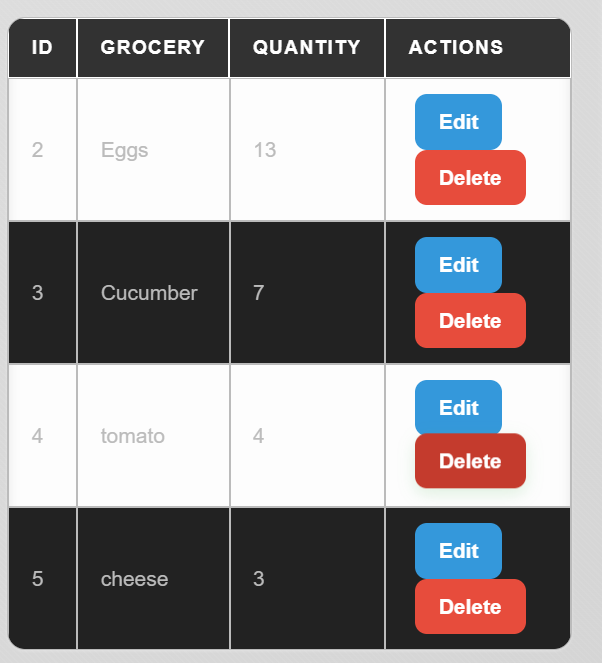 ID GROCERY QUANTITY ACTIONS
2 Eggs 13 Edit
Delete
3 Cucumber 7 Edit
Delete
4 tomato 4 Edit
Delete
5 cheese 3 Edit
Delete